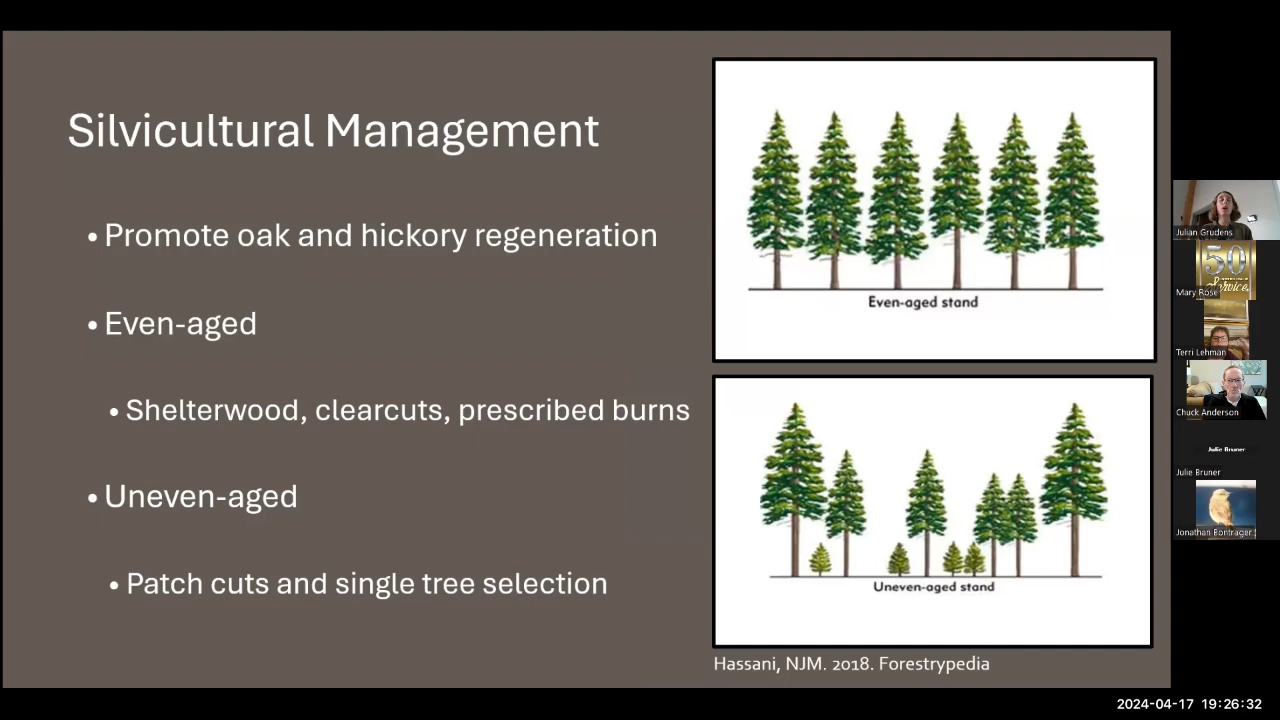 Silvicultural Management
• Promote oak and hickory regeneration
• Even-aged
• Shelterwood, clearcuts, prescribed burns
• Uneven-aged
• Patch cuts and single tree selection
Even-aged stand
Uneven-aged stand
Hassani, NJM. 2018. Forestrypedia
Julian Grudens
50
Service
Mary Rose
Terri Lehman
Chuck Anderson
Julie Bruner
Julie Bruner
Jonathan Bontrager
2024-04-17 19:26:32